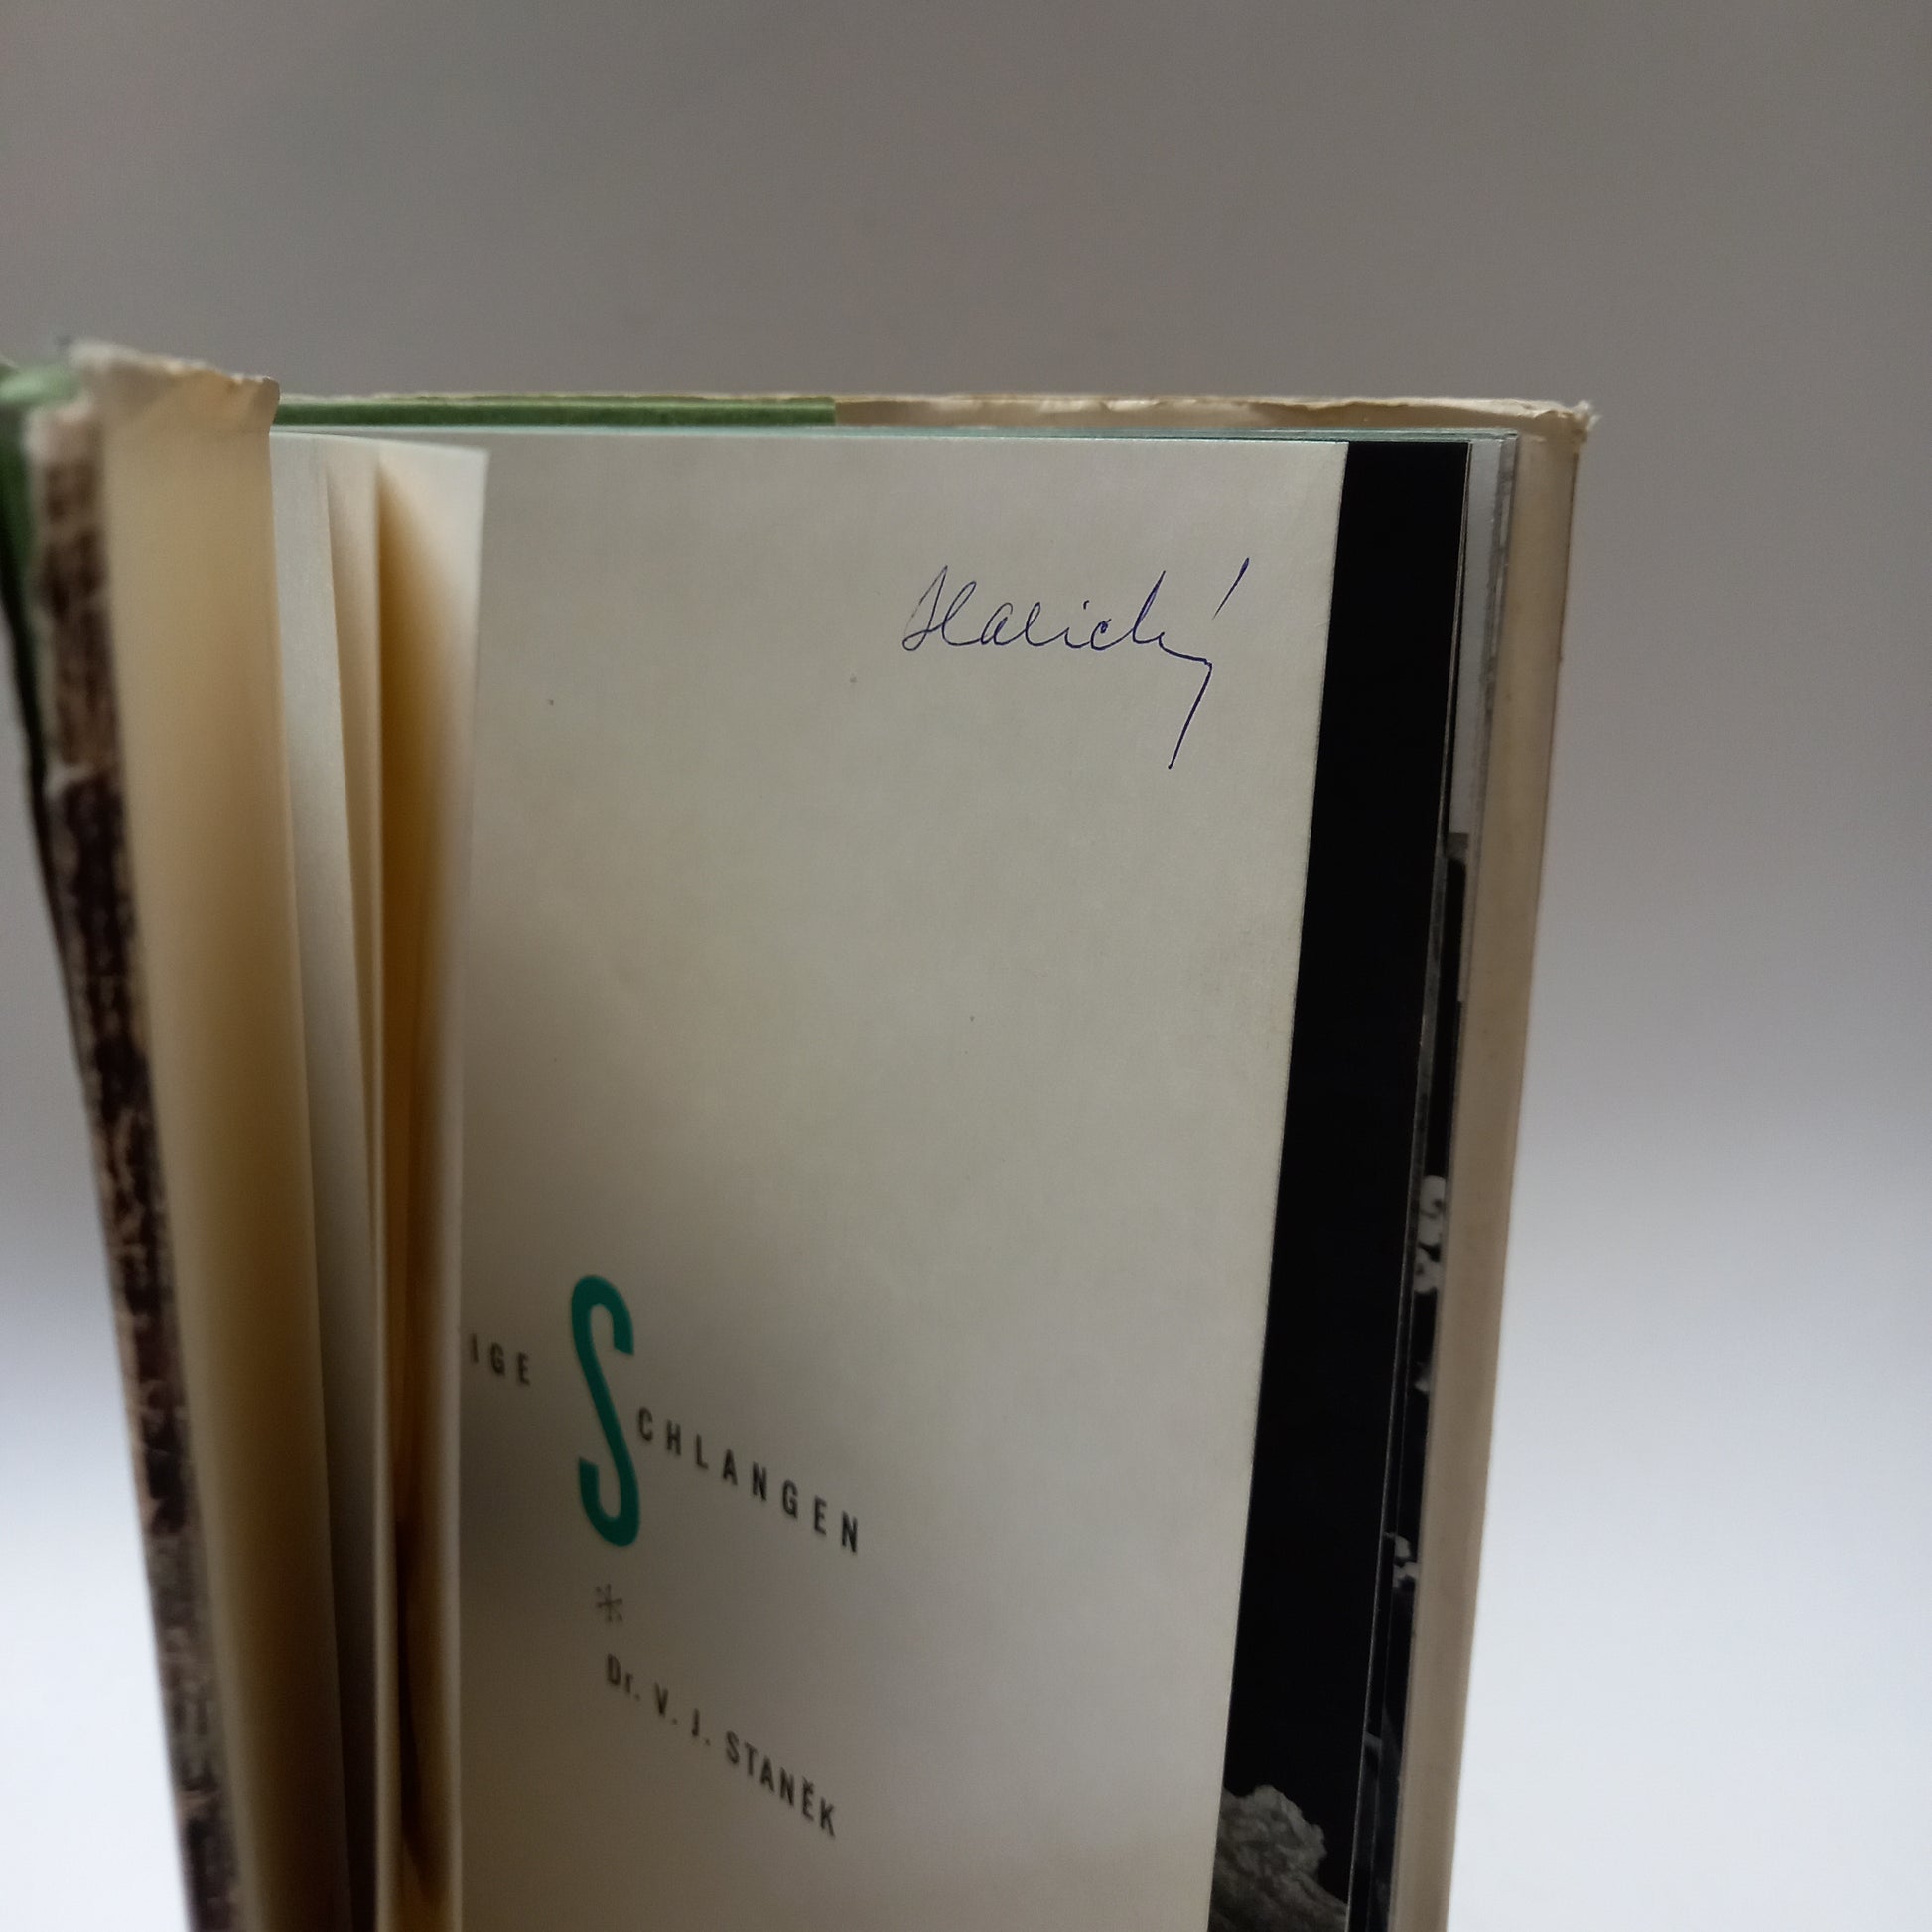 Halický
IGE SCHLANGEN
*
Dr. V. J. STANĚK